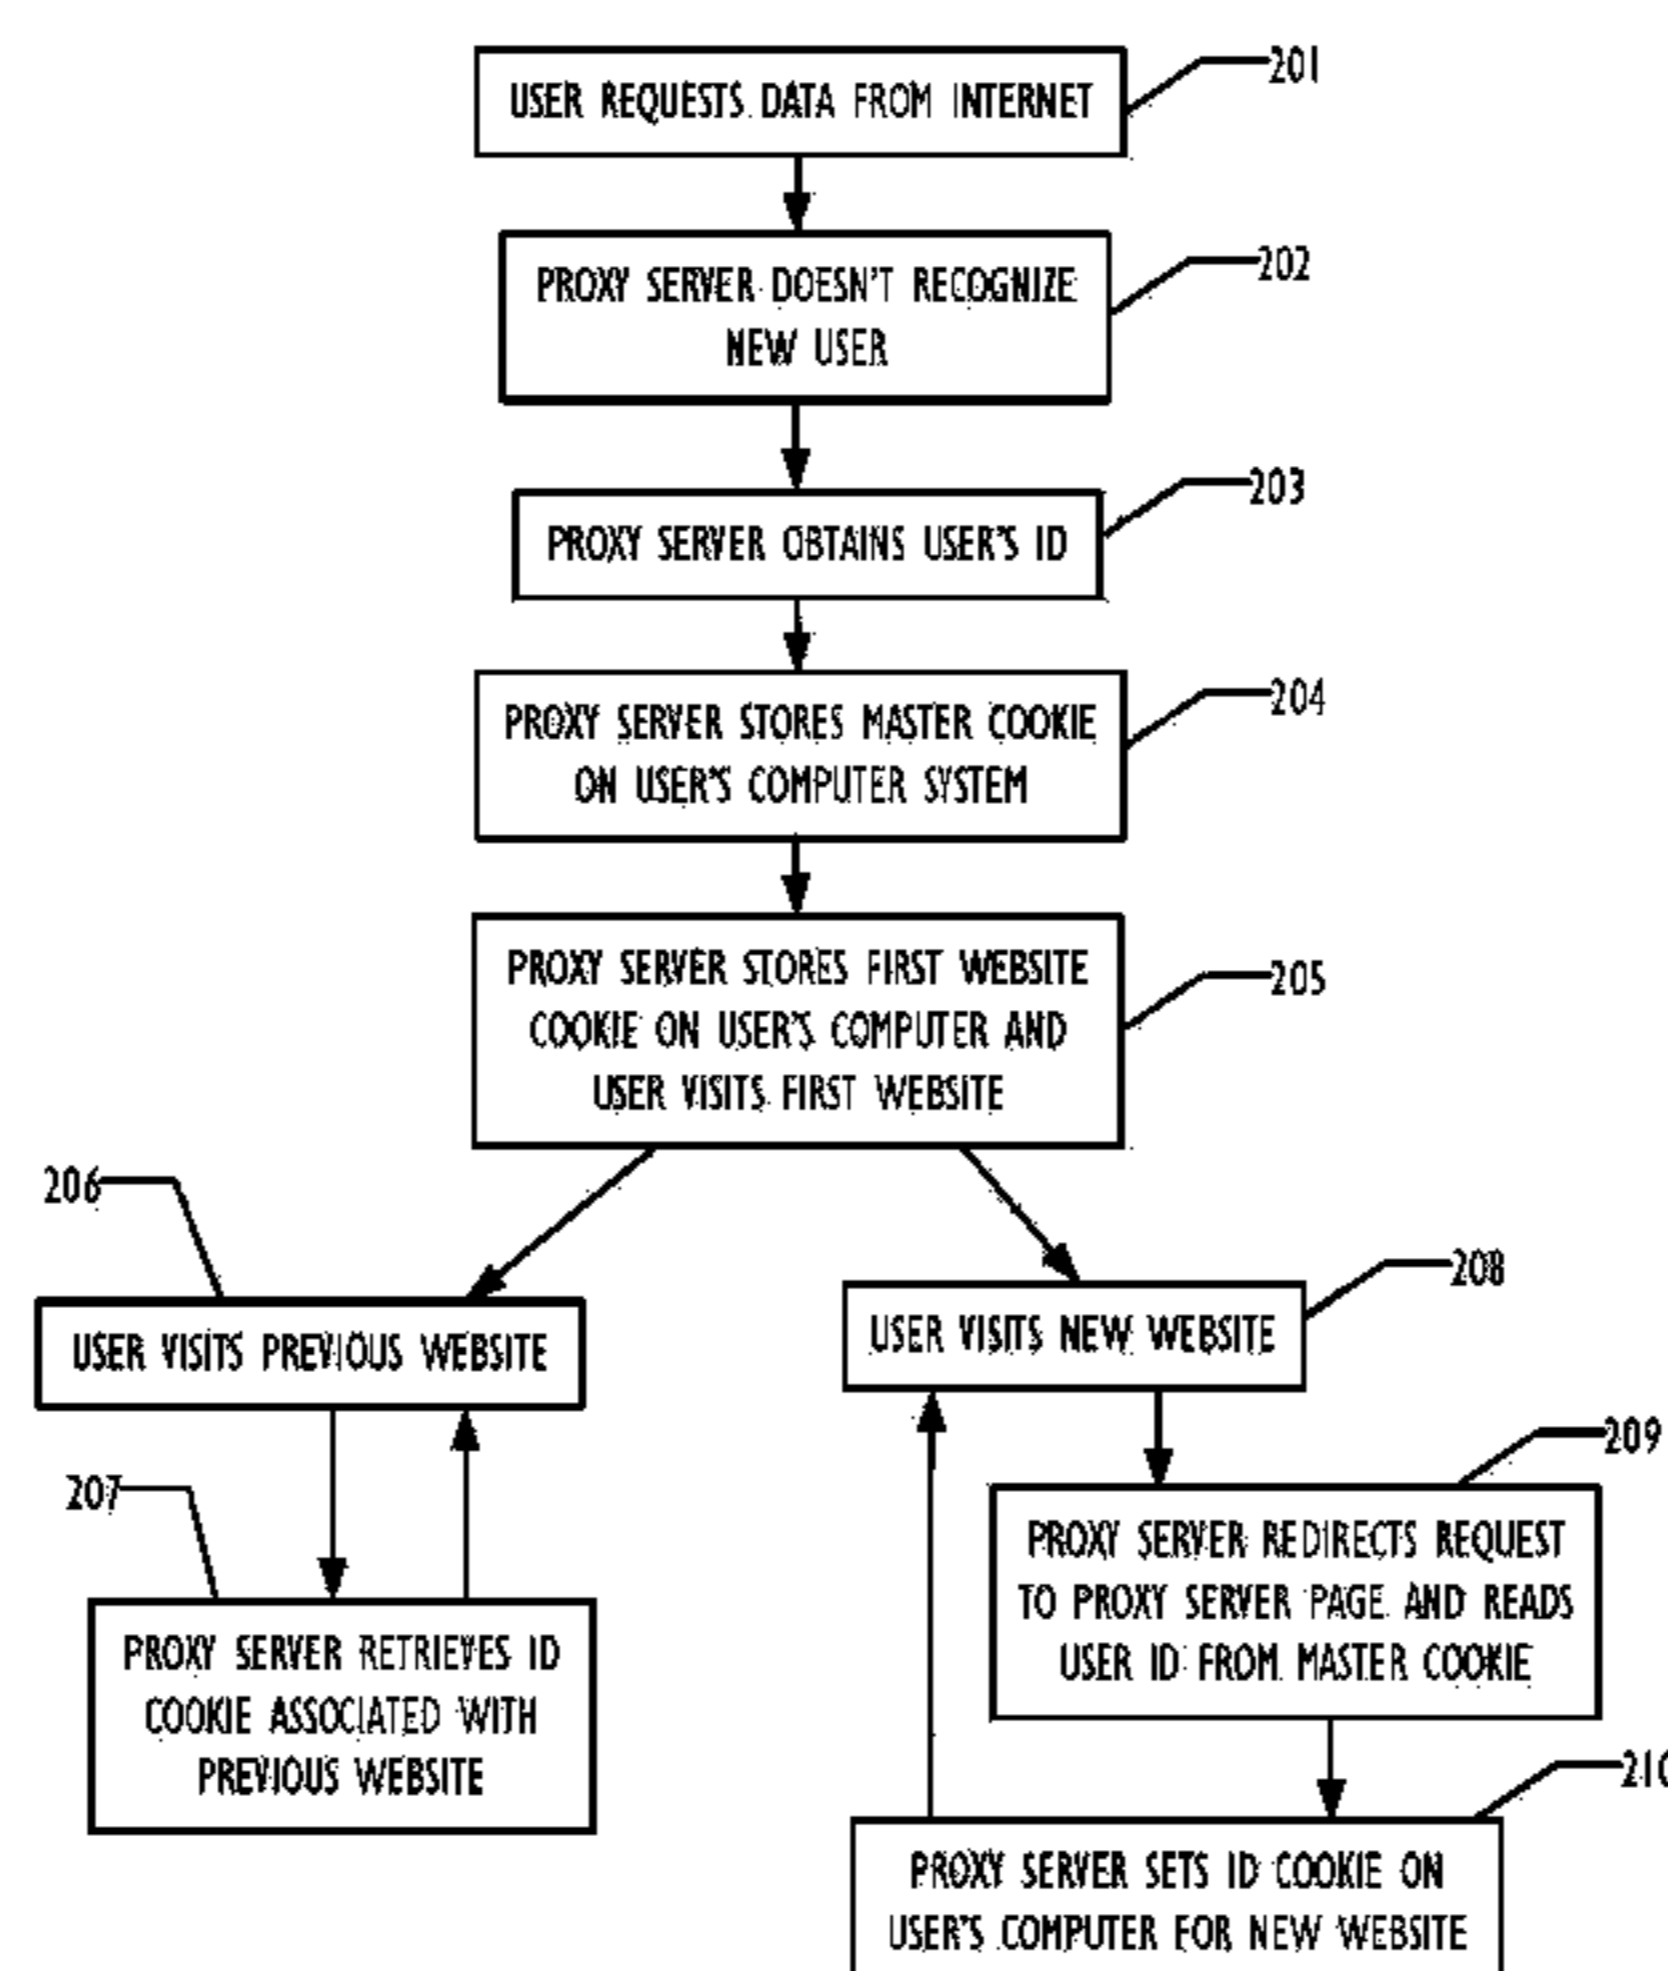 USER REQUESTS DATA FROM INTERNET
201
PROXY SERVER DOESN'T RECOGNIZE
NEW USER
202
PROXY SERVER OBTAINS USER'S ID
203
PROXY SERVER STORES MASTER COOKIE
ON USER'S COMPUTER SYSTEM
204
PROXY SERVER STORES FIRST WEBSITE
COOKIE ON USER'S COMPUTER AND
USER VISITS FIRST WEBSITE
205
206
USER VISITS PREVIOUS WEBSITE
207
PROXY SERVER RETRIEVES ID
COOKIE ASSOCIATED WITH
PREVIOUS WEBSITE
208
USER VISITS NEW WEBSITE
209
PROXY SERVER REDIRECTS REQUEST
TO PROXY SERVER PAGE AND READS
USER ID FROM MASTER COOKIE
210
PROXY SERVER SETS ID COOKIE ON
USER'S COMPUTER FOR NEW WEBSITE